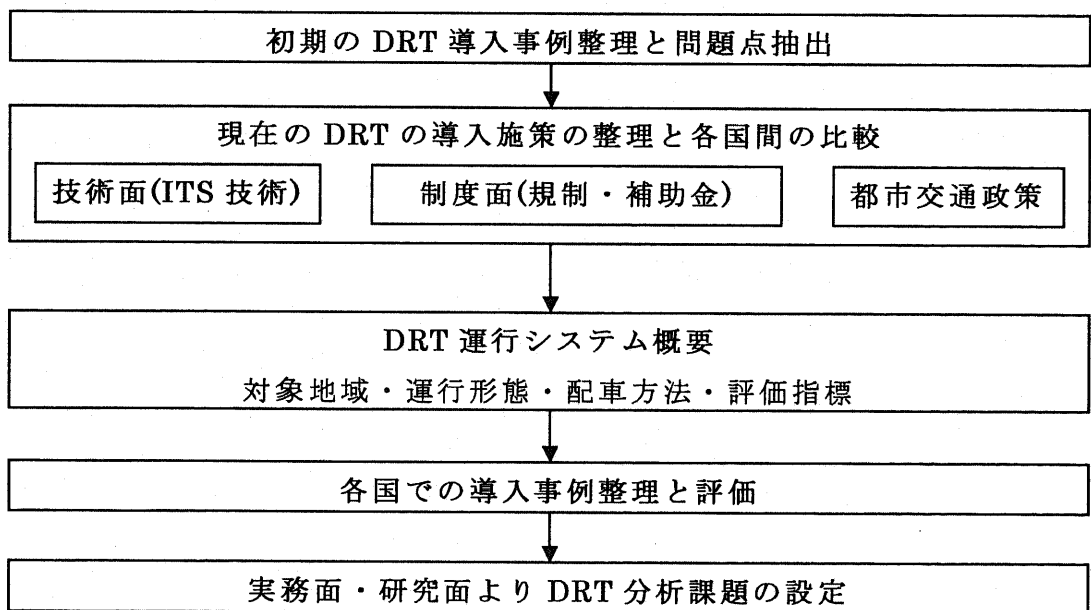 初期の DRT 導入事例整理と問題点抽出
現在の DRT の導入施策の整理と各国間の比較
技術面(ITS 技術)
制度面(規制・補助金)
都市交通政策
DRT 運行システム概要
対象地域・運行形態・配車方法・評価指標
各国での導入事例整理と評価
実務面・研究面より DRT 分析課題の設定